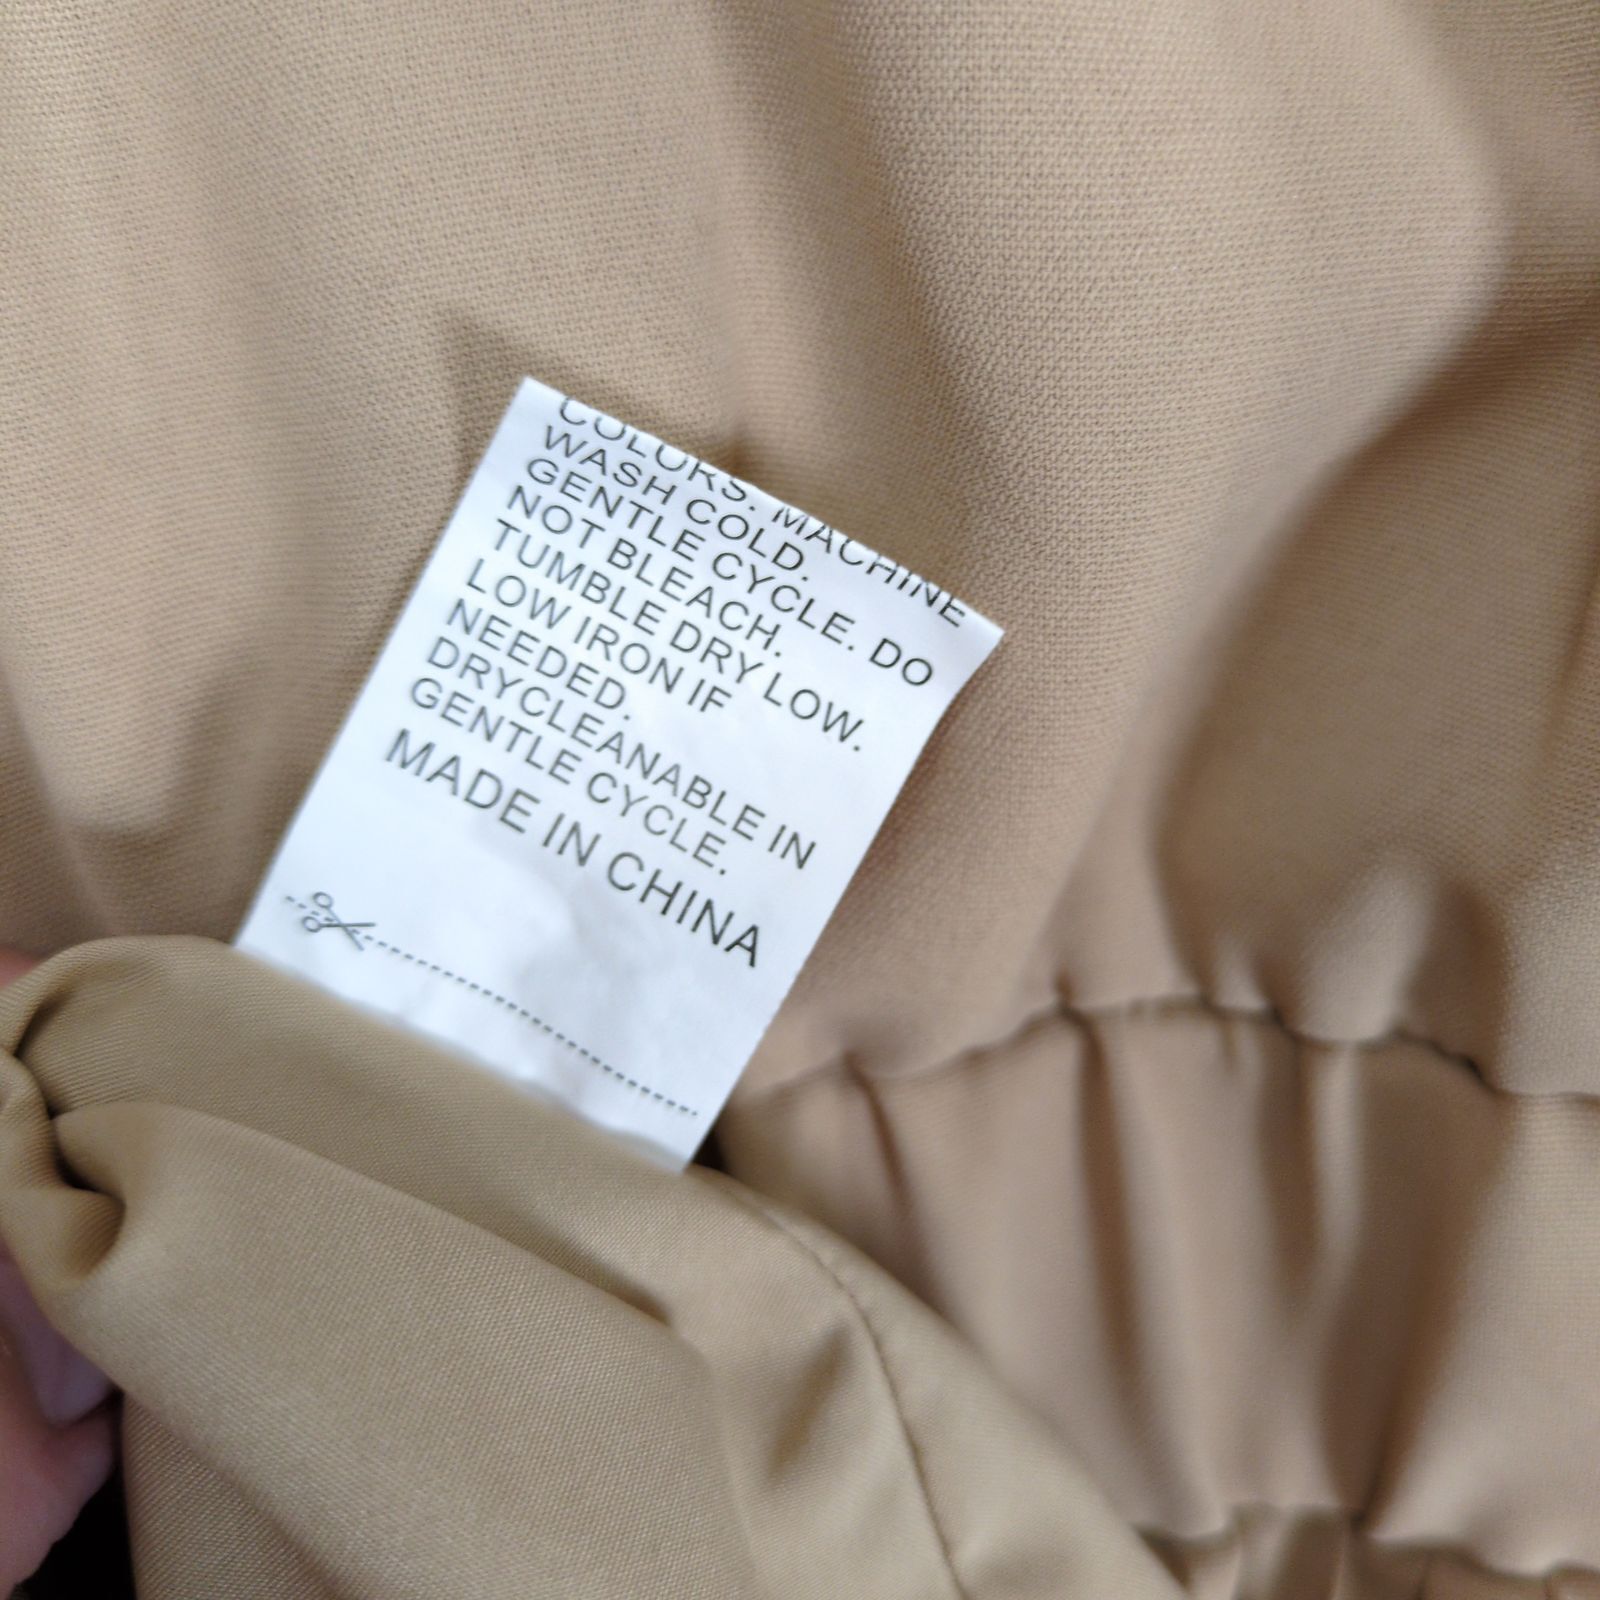 COLORS. MACHINE
WASH COLD.
GENTLE CYCLE. DO
NOT BLEACH.
TUMBLE DRY LOW.
LOW IRON IF
NEEDED.
DRYCLEANABLE IN
GENTLE CYCLE.
MADE IN CHINA